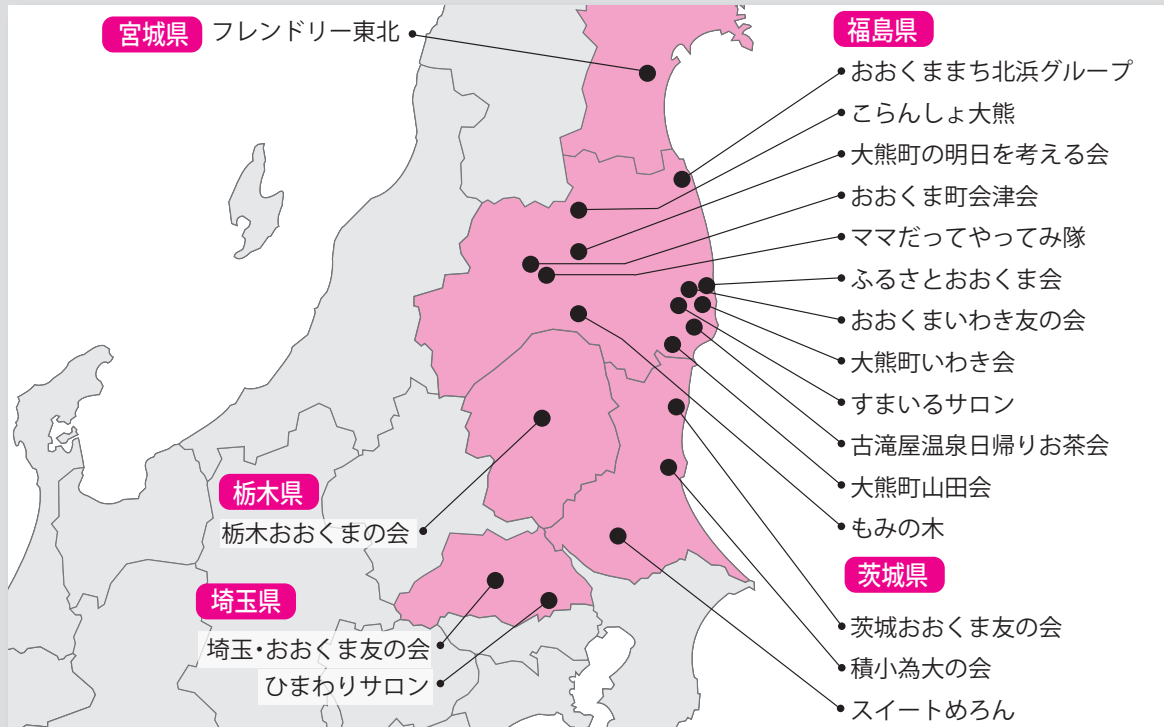 宮城県
フレンドリー東北
福島県
おおくままち北浜グループ
こらんしょ大熊
大熊町の明日を考える会
おおくま町会津会
ママだってやってみ隊
ふるさとおおくま会
おおくまいわき友の会
大熊町いわき会
すまいるサロン
古滝屋温泉日帰りお茶会
大熊町山田会
もみの木
栃木県
栃木おおくまの会
埼玉県
埼玉・おおくま友の会
ひまわりサロン
茨城県
茨城おおくま友の会
積小為大の会
スイートめろん